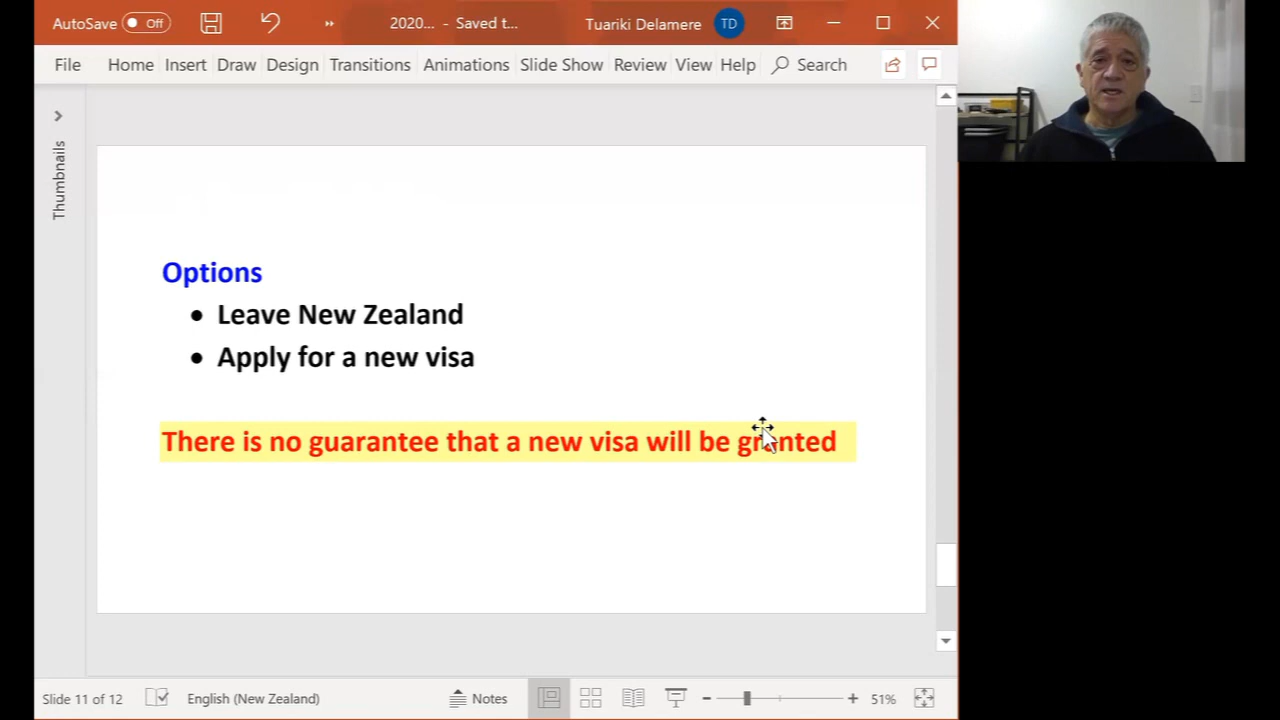 AutoSave Off 2020... - Saved t... Tuariki Delamere TD
File Home Insert Draw Design Transitions Animations Slide Show Review View Help Search
Thumbnails
Options
• Leave New Zealand
• Apply for a new visa
There is no guarantee that a new visa will be granted
Slide 11 of 12 English (New Zealand) Notes 51%